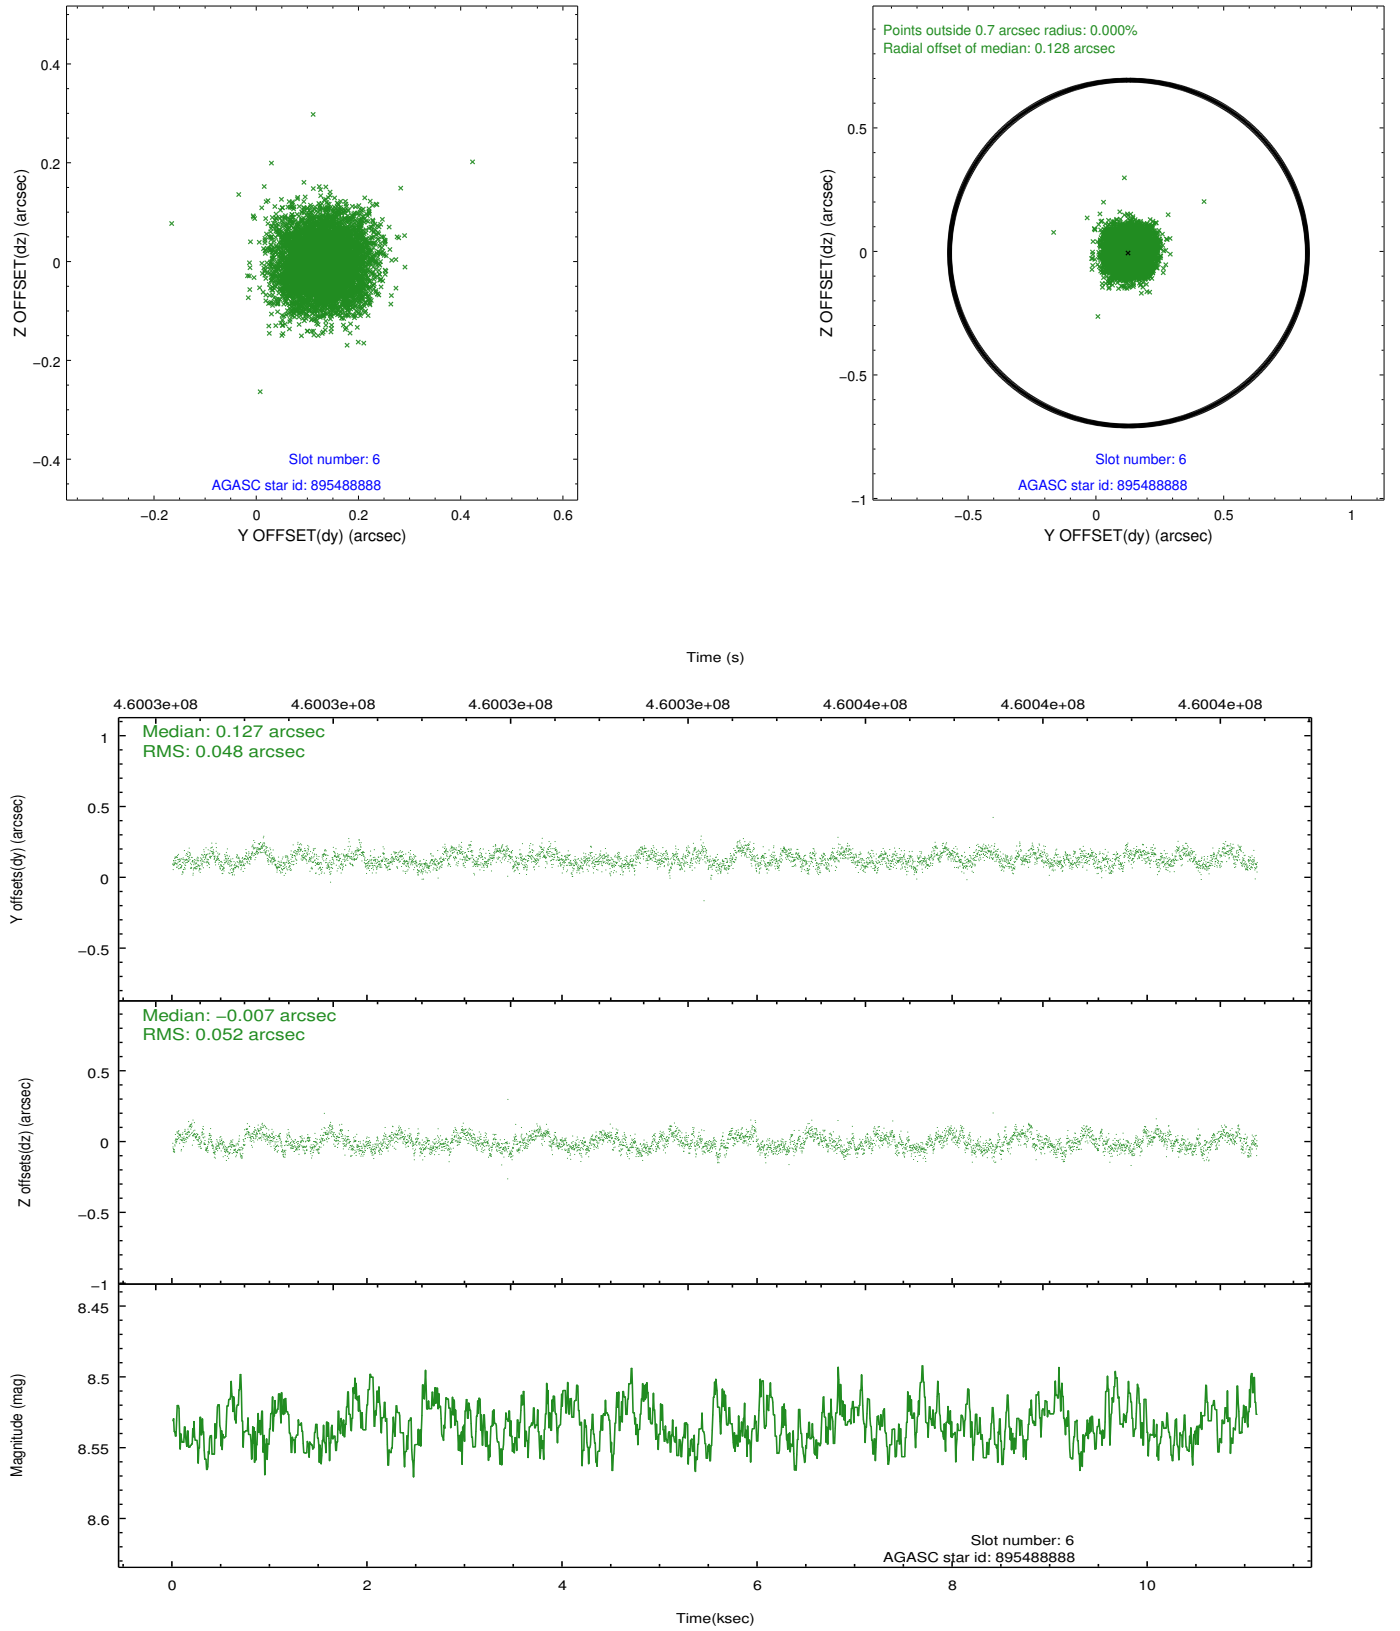 0.4
0.2
0
−0.2
−0.4
Z OFFSET(dz) (arcsec)
Slot number: 6
AGASC star id: 895488888
−0.2 0 0.2 0.4 0.6
Y OFFSET(dy) (arcsec)
Points outside 0.7 arcsec radius: 0.000%
Radial offset of median: 0.128 arcsec
0.5
0
−0.5
−1
Z OFFSET(dz) (arcsec)
Slot number: 6
AGASC star id: 895488888
−0.5 0 0.5 1
Y OFFSET(dy) (arcsec)
Time (s)
4.6003e+08 4.6003e+08 4.6003e+08 4.6003e+08 4.6004e+08 4.6004e+08 4.6004e+08
Median: 0.127 arcsec
RMS: 0.048 arcsec
1
0.5
0
−0.5
Y offsets(dy) (arcsec)
Median: −0.007 arcsec
RMS: 0.052 arcsec
0.5
0
−0.5
−1
Z offsets(dz) (arcsec)
8.45
8.5
8.55
8.6
Magnitude (mag)
Slot number: 6
AGASC star id: 895488888
0 2 4 6 8 10
Time(ksec)